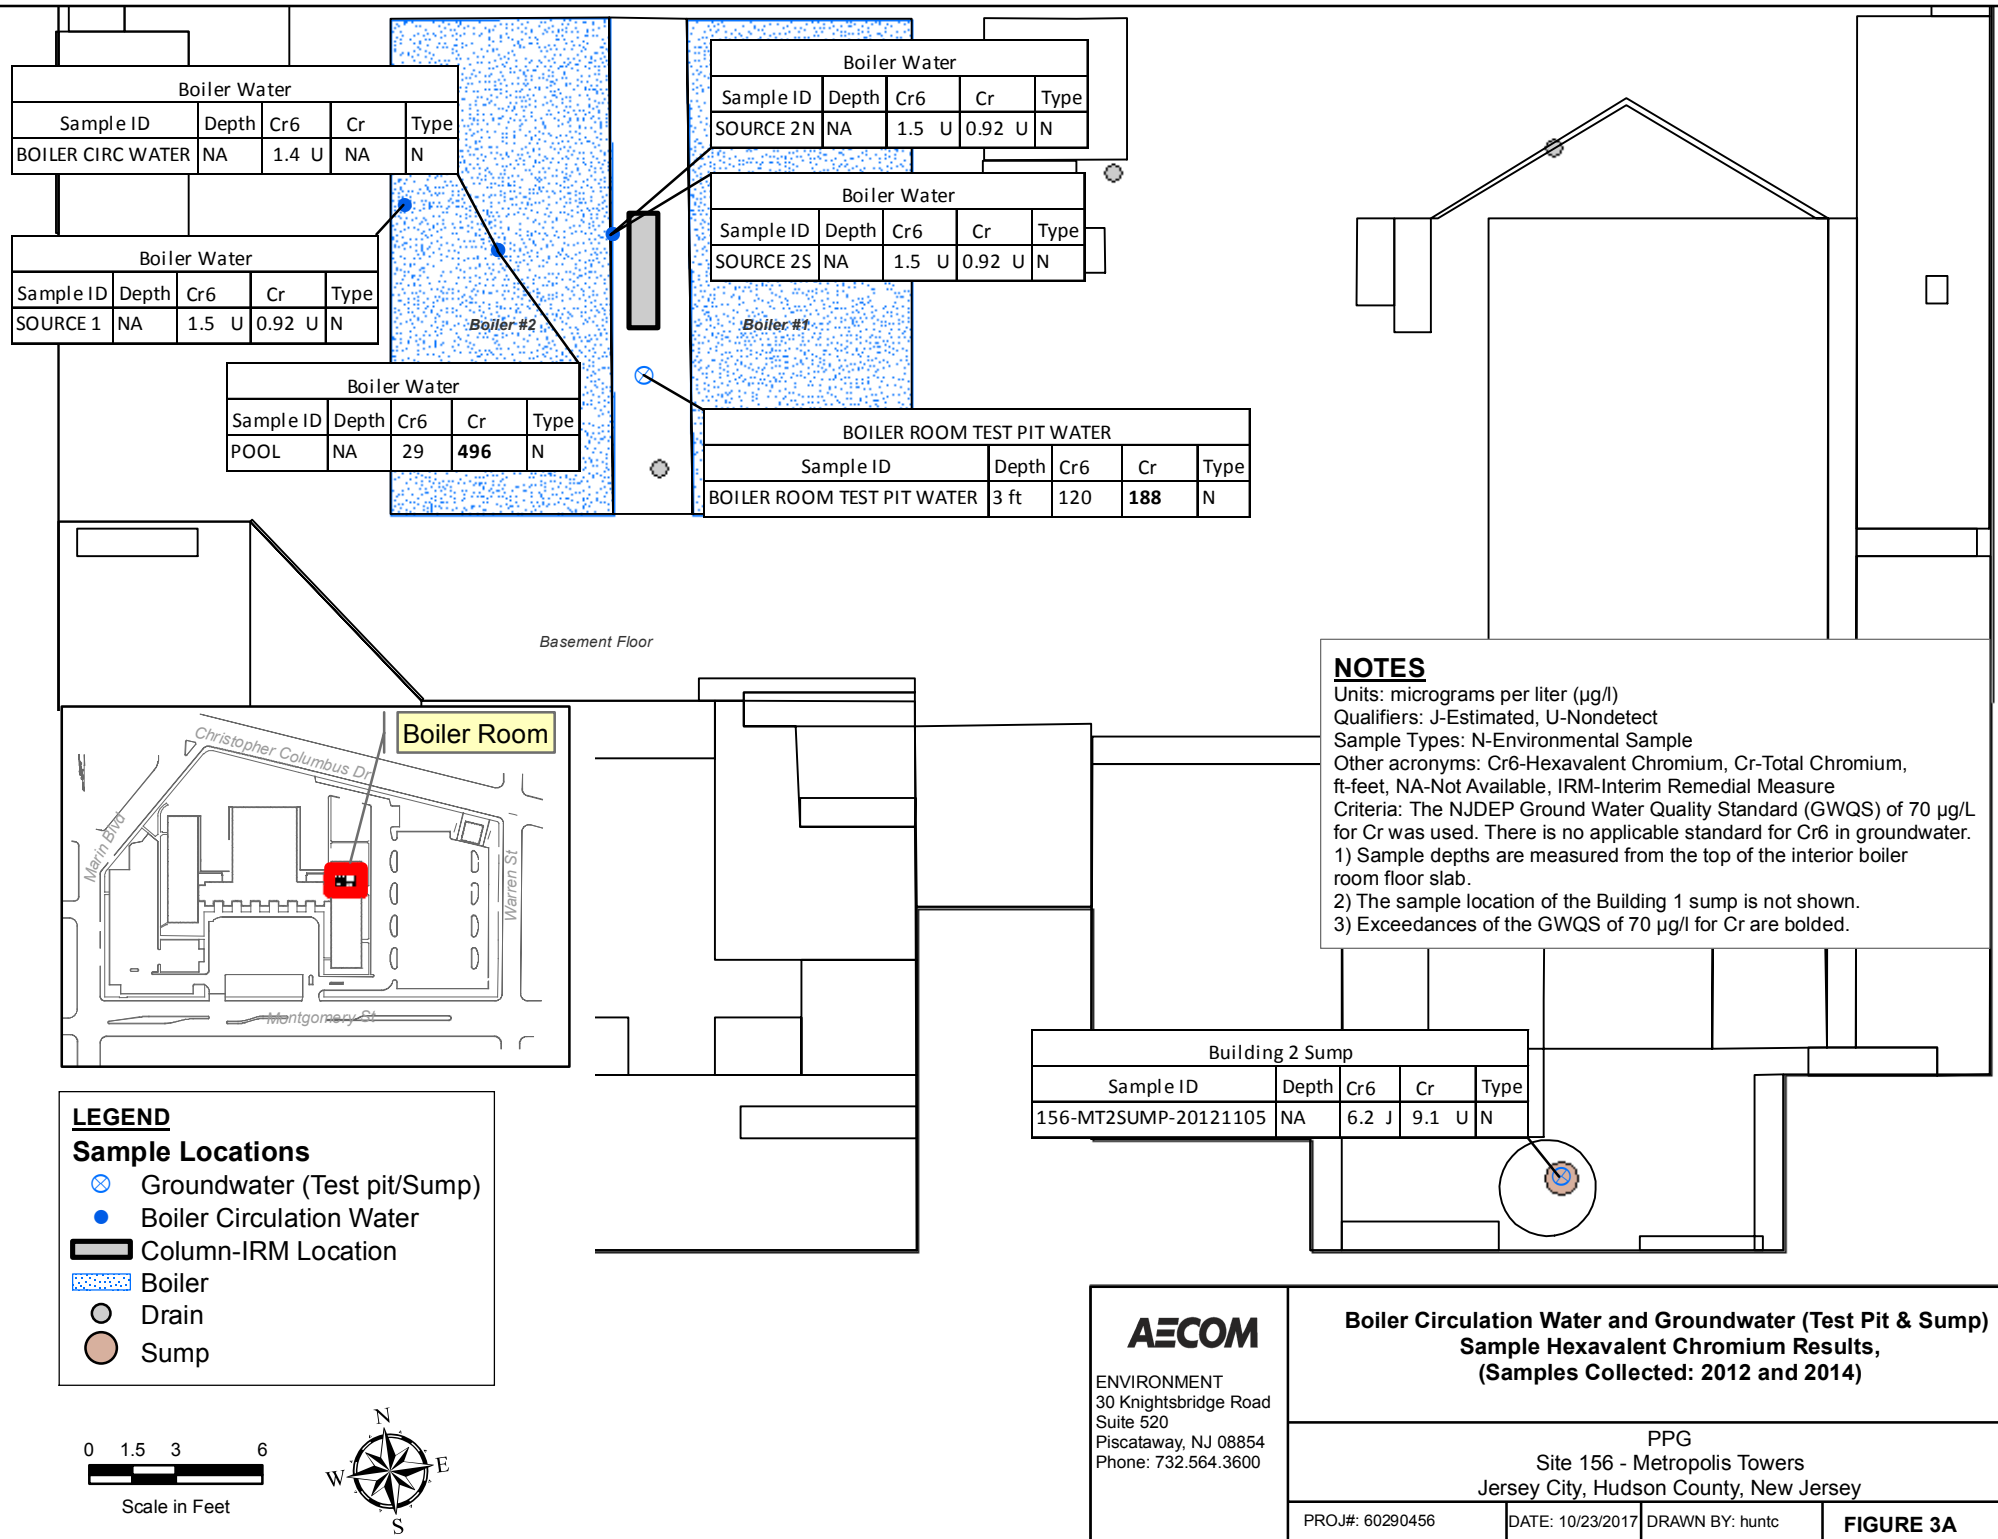 Boiler Water
Sample ID Depth Cr6 Cr Type
BOILER CIRC WATER NA 1.4 U NA N
Boiler Water
Sample ID Depth Cr6 Cr Type
SOURCE 2N NA 1.5 U 0.92 U N
Boiler Water
Sample ID Depth Cr6 Cr Type
SOURCE 2S NA 1.5 U 0.92 U N
Boiler Water
Sample ID Depth Cr6 Cr Type
SOURCE 1 NA 1.5 U 0.92 U N
Boiler #2
Boiler #1
Boiler Water
Sample ID Depth Cr6 Cr Type
POOL NA 29 496 N
BOILER ROOM TEST PIT WATER
Sample ID Depth Cr6 Cr Type
BOILER ROOM TEST PIT WATER 3 ft 120 188 N
Basement Floor
NOTES
Units: micrograms per liter (µg/l)
Qualifiers: J-Estimated, U-Nondetect
Sample Types: N-Environmental Sample
Other acronyms: Cr6-Hexavalent Chromium, Cr-Total Chromium,
ft-feet, NA-Not Available, IRM-Interim Remedial Measure
Criteria: The NJDEP Ground Water Quality Standard (GWQS) of 70 µg/L
for Cr was used. There is no applicable standard for Cr6 in groundwater.
1) Sample depths are measured from the top of the interior boiler
room floor slab.
2) The sample location of the Building 1 sump is not shown.
3) Exceedances of the GWQS of 70 µg/l for Cr are bolded.
Boiler Room
Christopher Columbus Dr
Marin Blvd
Warren St
Montgomery St
Building 2 Sump
Sample ID Depth Cr6 Cr Type
156-MT2SUMP-20121105 NA 6.2 J 9.1 U N
LEGEND
Sample Locations
Groundwater (Test pit/Sump)
Boiler Circulation Water
Column-IRM Location
Boiler
Drain
Sump
0 1.5 3 6
Scale in Feet
N
W E
S
AECOM
ENVIRONMENT
30 Knightsbridge Road
Suite 520
Piscataway, NJ 08854
Phone: 732.564.3600
Boiler Circulation Water and Groundwater (Test Pit & Sump)
Sample Hexavalent Chromium Results,
(Samples Collected: 2012 and 2014)
PPG
Site 156 - Metropolis Towers
Jersey City, Hudson County, New Jersey
PROJ#: 60290456 DATE: 10/23/2017 DRAWN BY: huntc FIGURE 3A